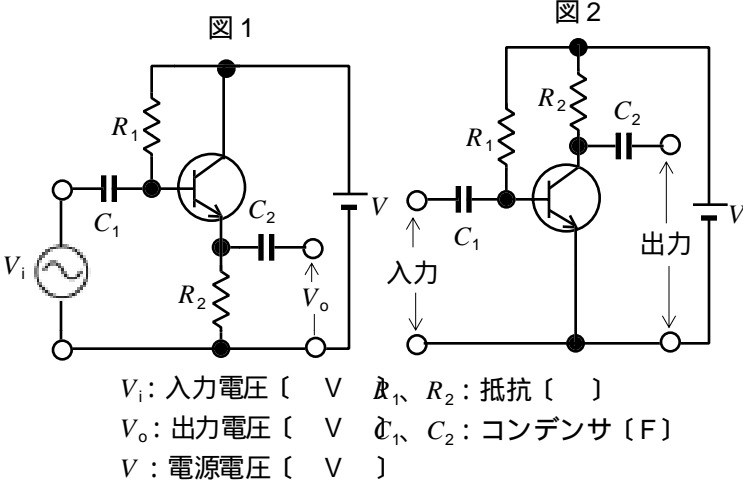 図1
図2
R1
C1
C2
R2
Vi
Vo
V
R2
C2
R1
C1
入力
出力
V
Vi：入力電圧〔 V 〕 R1、R2：抵抗〔 〕
Vo：出力電圧〔 V 〕 C1、C2：コンデンサ〔F〕
V：電源電圧〔 V 〕